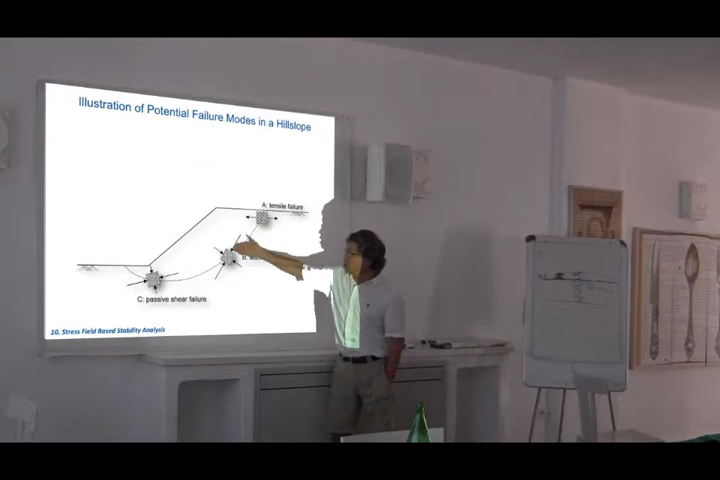 Illustration of Potential Failure Modes in a Hillslope
A: tensile failure
B:
C: passive shear failure
10. Stress Field Based Stability Analysis